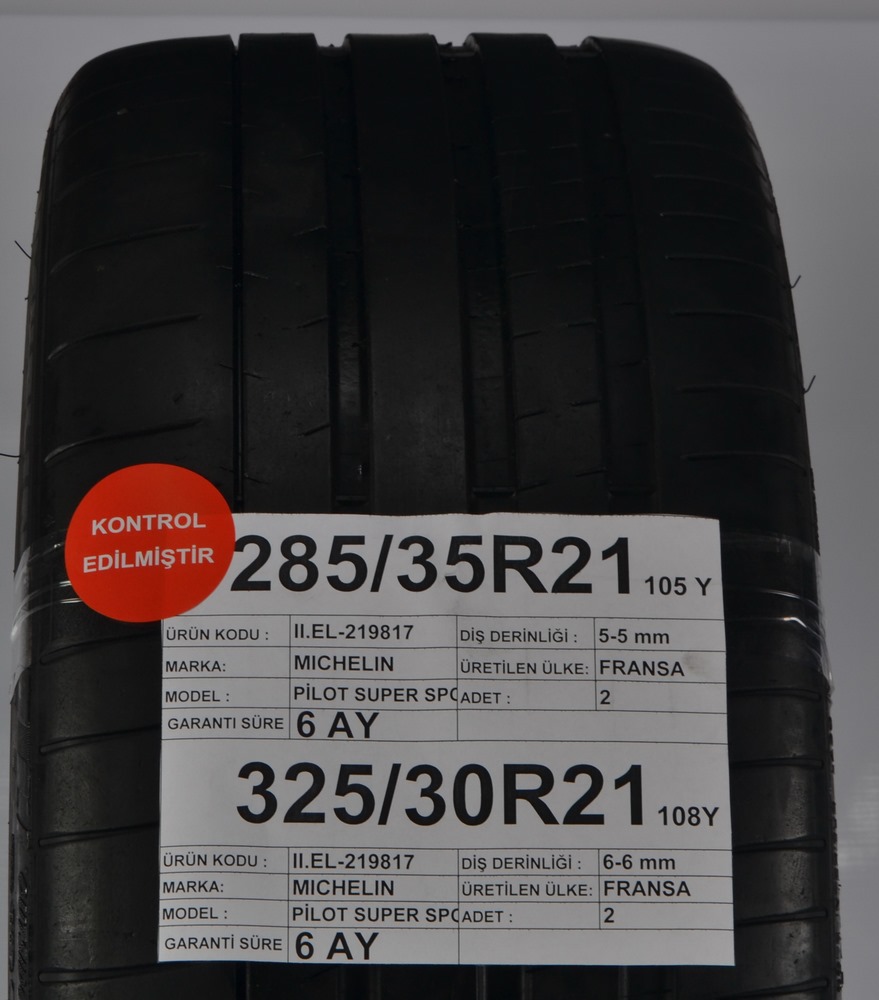 KONTROL
EDİLMİŞTİR
285/35R21 105 Y
ÜRÜN KODU : II.EL-219817 DİŞ DERİNLİĞİ : 5-5 mm
MARKA: MICHELIN ÜRETİLEN ÜLKE: FRANSA
MODEL : PİLOT SUPER SPO ADET : 2
GARANTI SÜRE 6 AY
325/30R21 108Y
ÜRÜN KODU : II.EL-219817 DİŞ DERİNLİĞİ : 6-6 mm
MARKA: MICHELIN ÜRETİLEN ÜLKE: FRANSA
MODEL : PİLOT SUPER SPO ADET : 2
GARANTİ SÜRE 6 AY